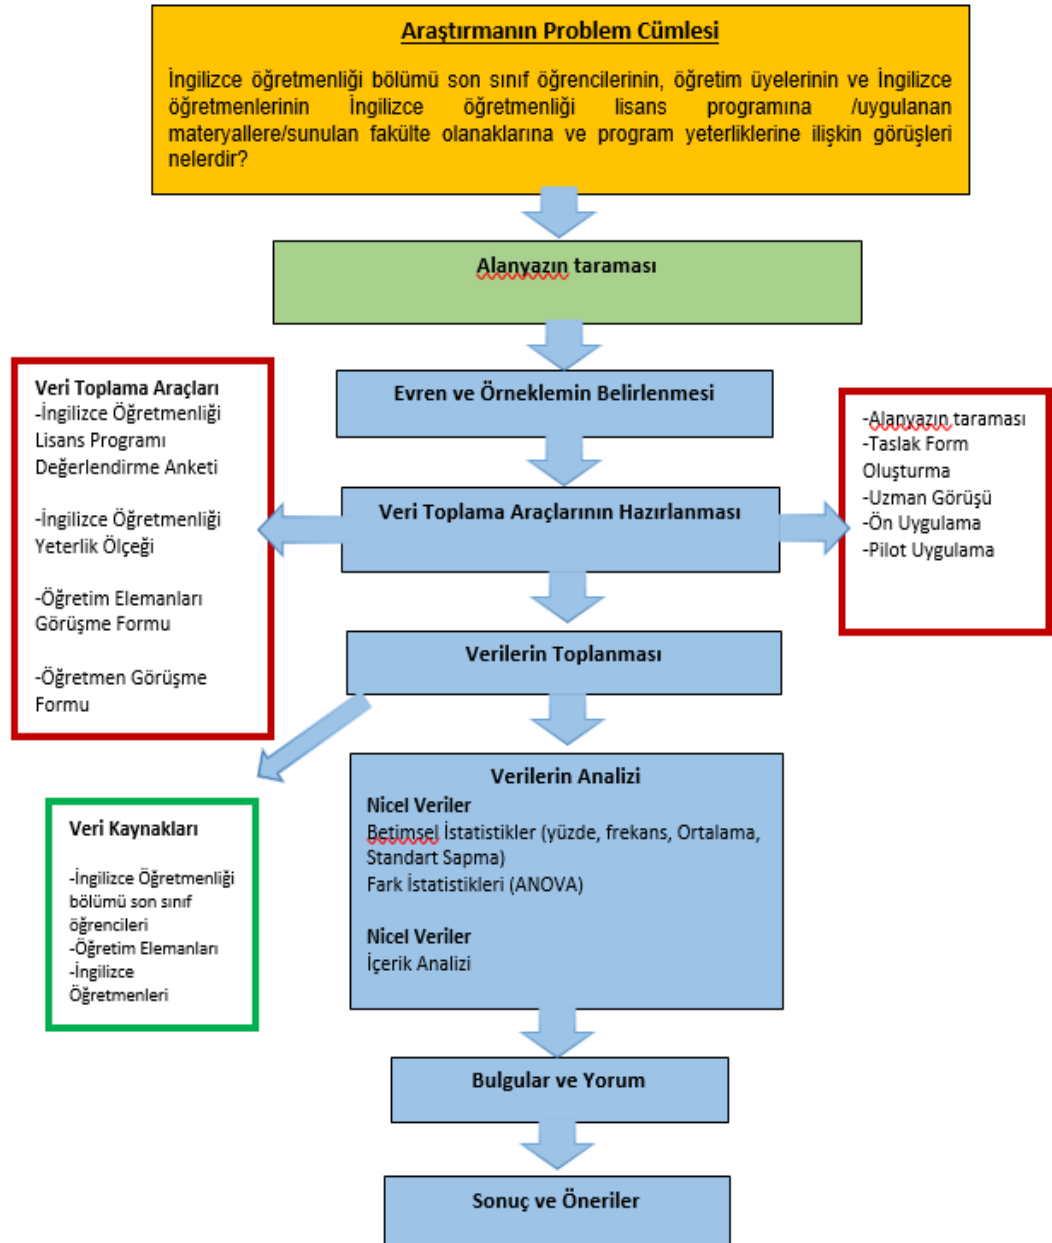 Araştırmanın Problem Cümlesi
İngilizce öğretmenliği bölümü son sınıf öğrencilerinin, öğretim üyelerinin ve İngilizce
öğretmenlerinin İngilizce öğretmenliği lisans programına /uygulanan
materyallere/sunulan fakülte olanaklarına ve program yeterliklerine ilişkin görüşleri
nelerdir?
Alanyazın taraması
Evren ve Örneklemin Belirlenmesi
Veri Toplama Araçları
-İngilizce Öğretmenliği
Lisans Programı
Değerlendirme Anketi
-İngilizce Öğretmenliği
Yeterlik Ölçeği
-Öğretim Elemanları
Görüşme Formu
-Öğretmen Görüşme
Formu
Veri Toplama Araçlarının Hazırlanması
-Alanyazın taraması
-Taslak Form
Oluşturma
-Uzman Görüşü
-Ön Uygulama
-Pilot Uygulama
Verilerin Toplanması
Veri Kaynakları
-İngilizce Öğretmenliği
bölümü son sınıf
öğrencileri
-Öğretim Elemanları
-İngilizce
Öğretmenleri
Verilerin Analizi
Nicel Veriler
Betimsel İstatistikler (yüzde, frekans, Ortalama,
Standart Sapma)
Fark İstatistikleri (ANOVA)
Nicel Veriler
İçerik Analizi
Bulgular ve Yorum
Sonuç ve Öneriler